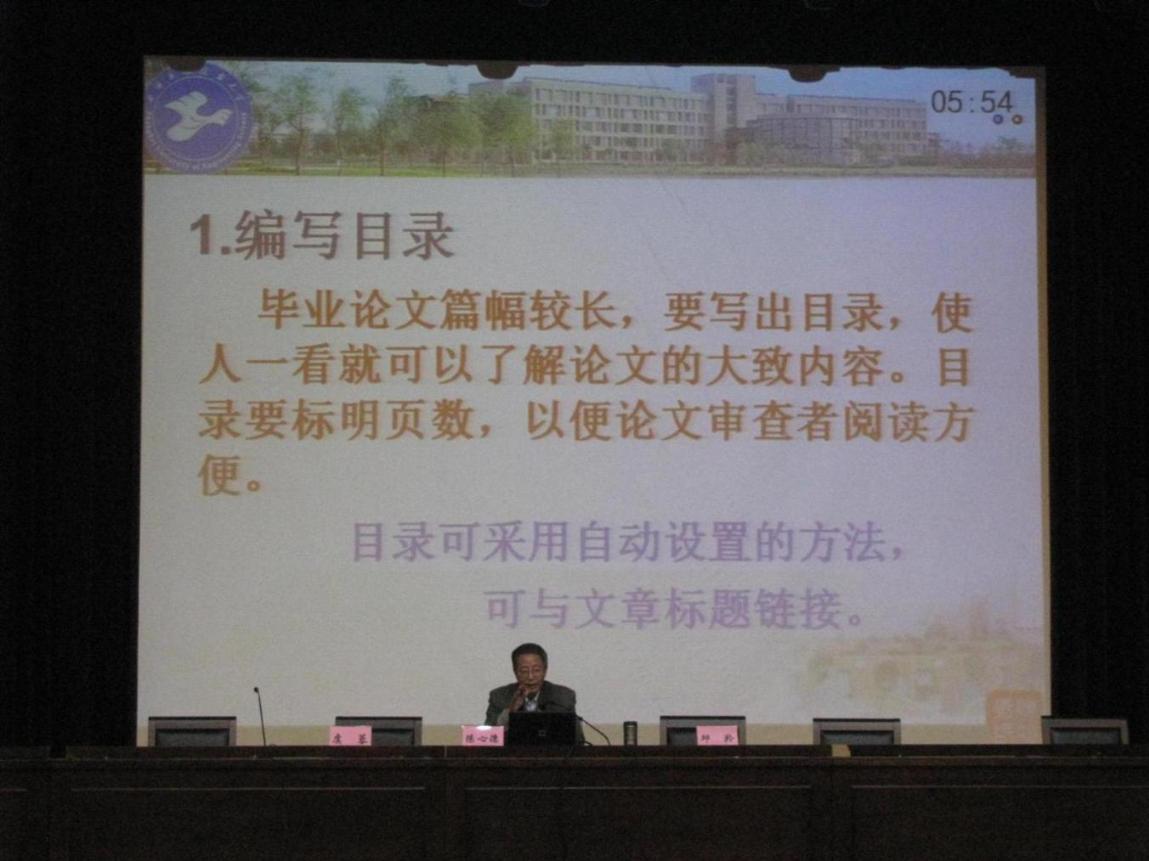 05:54
1.编写目录
毕业论文篇幅较长，要写出目录，使
人一看就可以了解论文的大致内容。目
录要标明页数，以便论文审查者阅读方
便。
目录可采用自动设置的方法，
可与文章标题链接。
陈心德